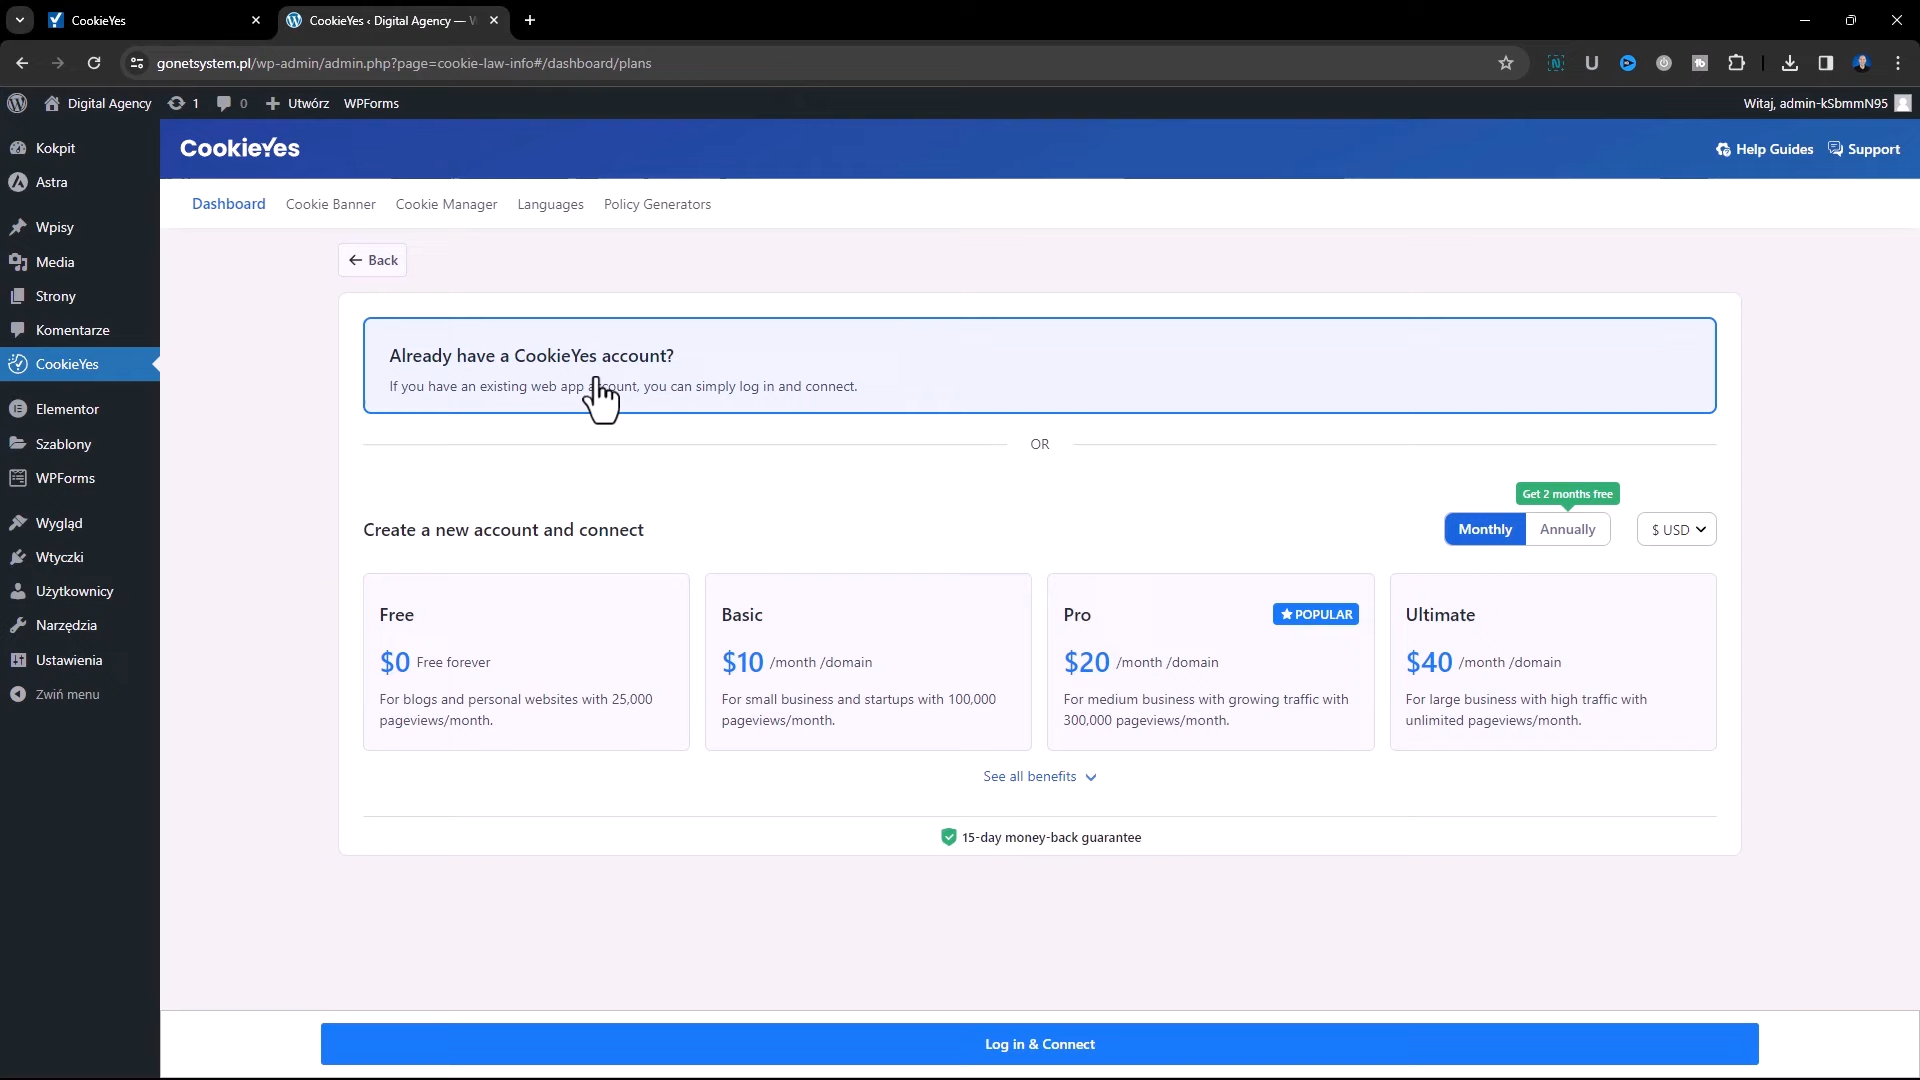 CookieYes
CookieYes ‹ Digital Agency — W
gonetsystem.pl/wp-admin/admin.php?page=cookie-law-info#/dashboard/plans
Digital Agency
1
0
Utwórz
WPForms
Witaj, admin-kSbmmN95
Kokpit
Astra
Wpisy
Media
Strony
Komentarze
CookieYes
Elementor
Szablony
WPForms
Wygląd
Wtyczki
Użytkownicy
Narzędzia
Ustawienia
Zwiń menu
CookieYes
Help Guides
Support
Dashboard
Cookie Banner
Cookie Manager
Languages
Policy Generators
Back
Already have a CookieYes account?
If you have an existing web app account, you can simply log in and connect.
OR
Get 2 months free
Create a new account and connect
Monthly
Annually
$ USD
Free
$0 Free forever
For blogs and personal websites with 25,000
pageviews/month.
Basic
$10 /month /domain
For small business and startups with 100,000
pageviews/month.
Pro
POPULAR
$20 /month /domain
For medium business with growing traffic with
300,000 pageviews/month.
Ultimate
$40 /month /domain
For large business with high traffic with
unlimited pageviews/month.
See all benefits
15-day money-back guarantee
Log in & Connect